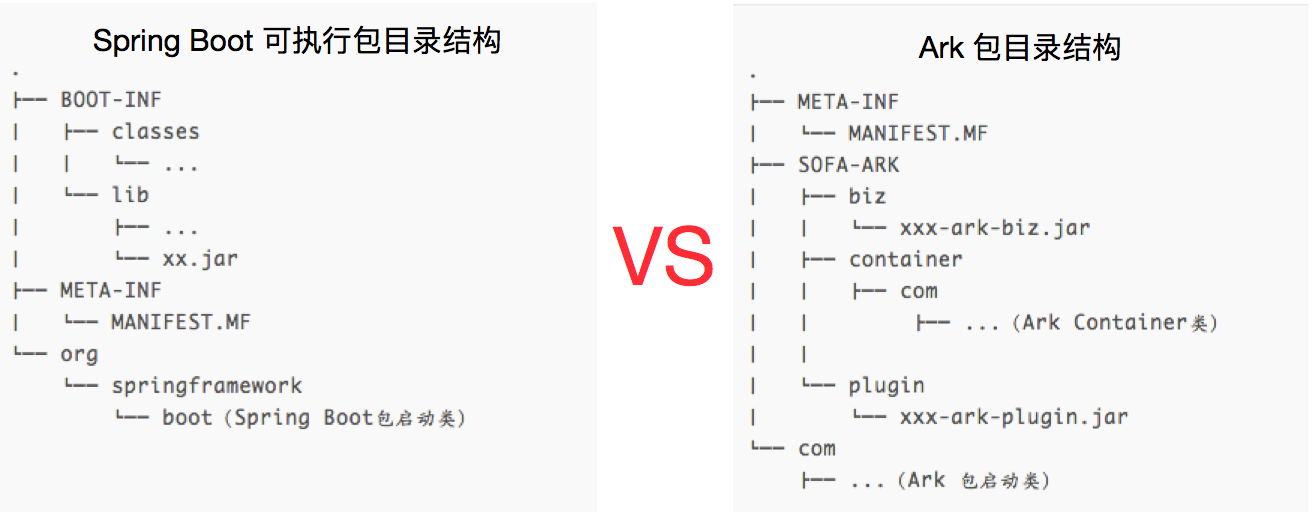 Spring Boot 可执行包目录结构
.
├── BOOT-INF
|   ├── classes
|   |   └── ...
|   └── lib
|       ├── ...
|       └── xx.jar
├── META-INF
|   └── MANIFEST.MF
└── org
    └── springframework
        └── boot（Spring Boot包启动类）
VS
Ark 包目录结构
.
├── META-INF
|   └── MANIFEST.MF
├── SOFA-ARK
|   ├── biz
|   |   └── xxx-ark-biz.jar
|   ├── container
|   |   ├── com
|   |        ├── ...（Ark Container类）
|   |
|   └── plugin
|       └── xxx-ark-plugin.jar
└── com
    ├── ...（Ark 包启动类）